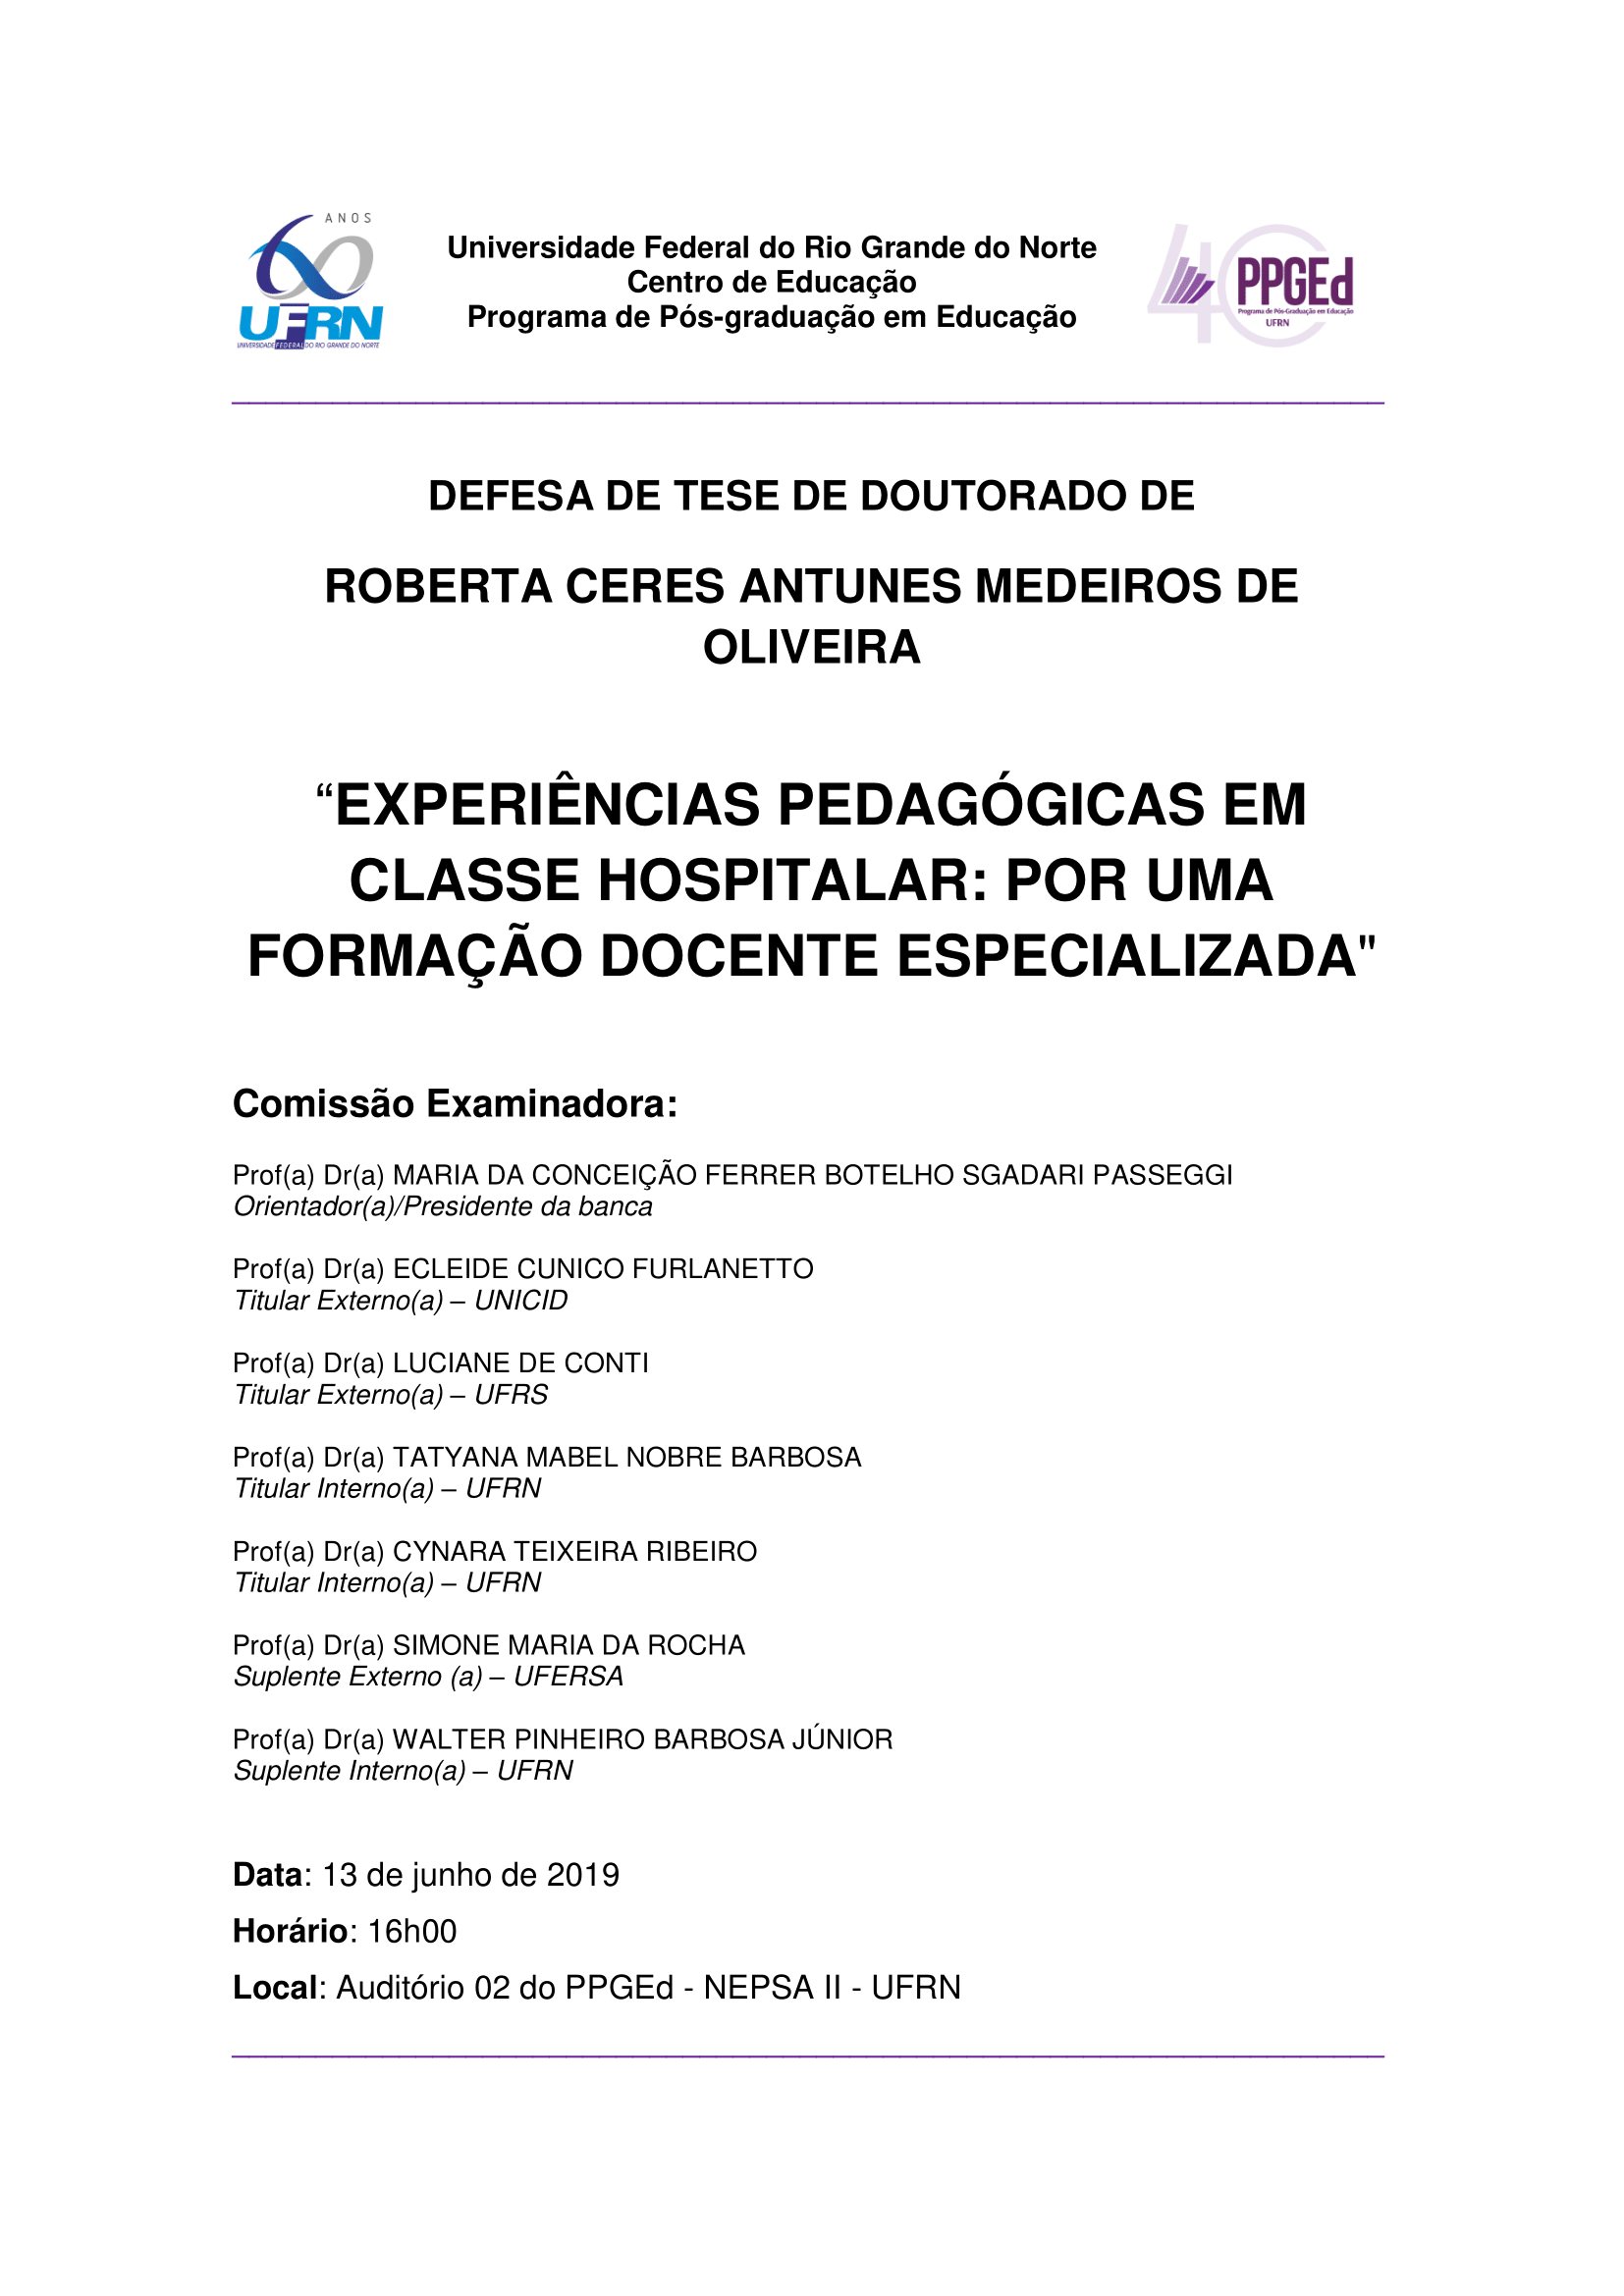 ANOS
UFRN
UNIVERSIDADE FEDERAL DO RIO GRANDE DO NORTE
Universidade Federal do Rio Grande do Norte
Centro de Educação
Programa de Pós-graduação em Educação
40
PPGEd
Programa de Pós-Graduação em Educação
UFRN
DEFESA DE TESE DE DOUTORADO DE
ROBERTA CERES ANTUNES MEDEIROS DE
OLIVEIRA
“EXPERIÊNCIAS PEDAGÓGICAS EM
CLASSE HOSPITALAR: POR UMA
FORMAÇÃO DOCENTE ESPECIALIZADA"
Comissão Examinadora:
Prof(a) Dr(a) MARIA DA CONCEIÇÃO FERRER BOTELHO SGADARI PASSEGGI
Orientador(a)/Presidente da banca
Prof(a) Dr(a) ECLEIDE CUNICO FURLANETTO
Titular Externo(a) – UNICID
Prof(a) Dr(a) LUCIANE DE CONTI
Titular Externo(a) – UFRS
Prof(a) Dr(a) TATYANA MABEL NOBRE BARBOSA
Titular Interno(a) – UFRN
Prof(a) Dr(a) CYNARA TEIXEIRA RIBEIRO
Titular Interno(a) – UFRN
Prof(a) Dr(a) SIMONE MARIA DA ROCHA
Suplente Externo (a) – UFERSA
Prof(a) Dr(a) WALTER PINHEIRO BARBOSA JÚNIOR
Suplente Interno(a) – UFRN
Data: 13 de junho de 2019
Horário: 16h00
Local: Auditório 02 do PPGEd - NEPSA II - UFRN